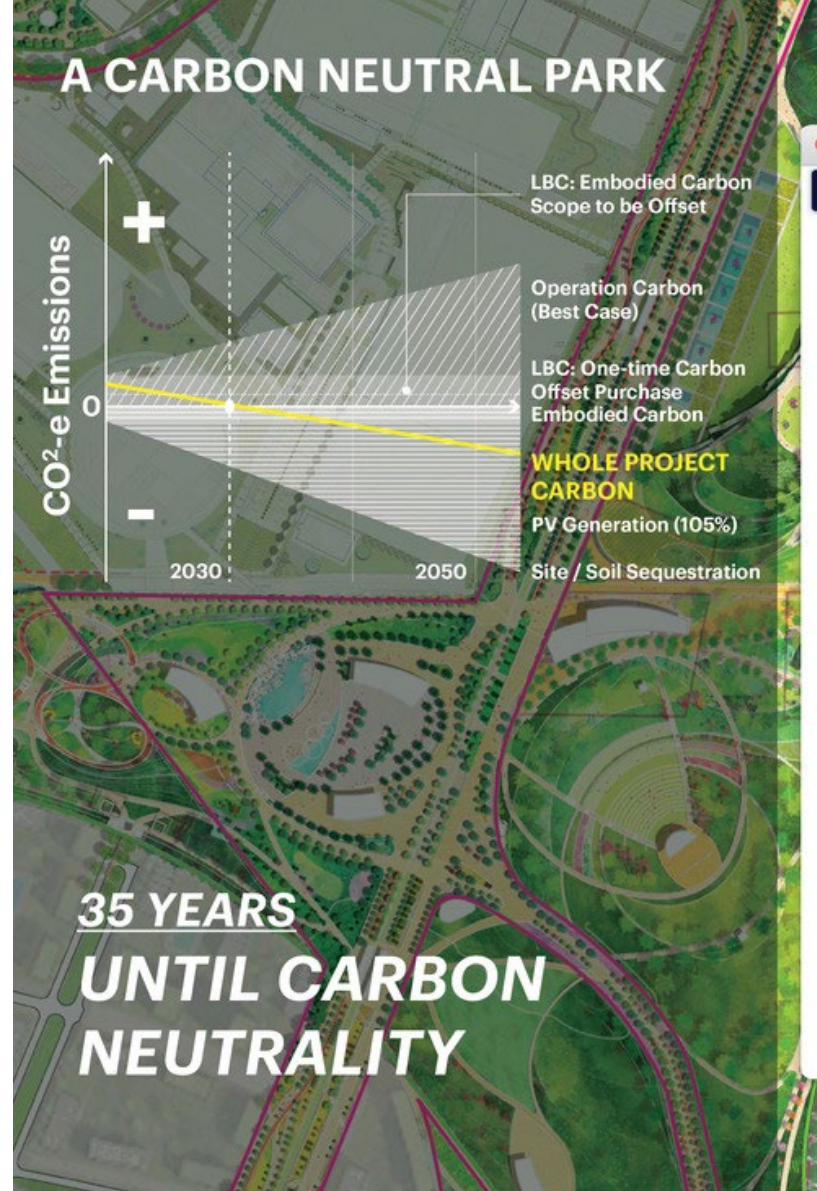 A CARBON NEUTRAL PARK
LBC: Embodied Carbon
Scope to be Offset
+
CO²-e Emissions
Operation Carbon
(Best Case)
LBC: One-time Carbon
Offset Purchase
0
Embodied Carbon
WHOLE PROJECT
CARBON
-
PV Generation (105%)
2030
2050
Site / Soil Sequestration
35 YEARS
UNTIL CARBON
NEUTRALITY